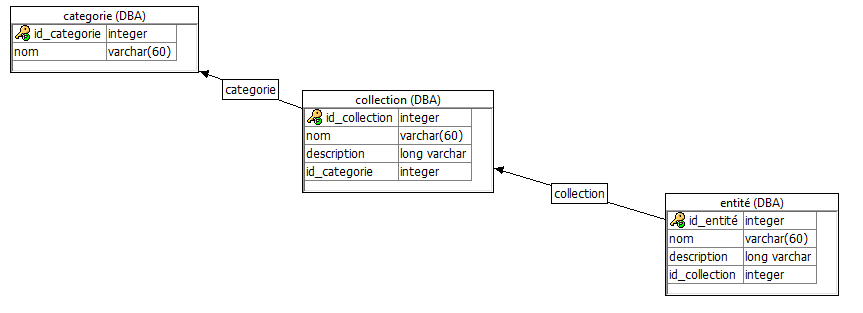 categorie (DBA)
id_categorie integer
nom varchar(60)
categorie
collection (DBA)
id_collection integer
nom varchar(60)
description long varchar
id_categorie integer
collection
entité (DBA)
id_entité integer
nom varchar(60)
description long varchar
id_collection integer